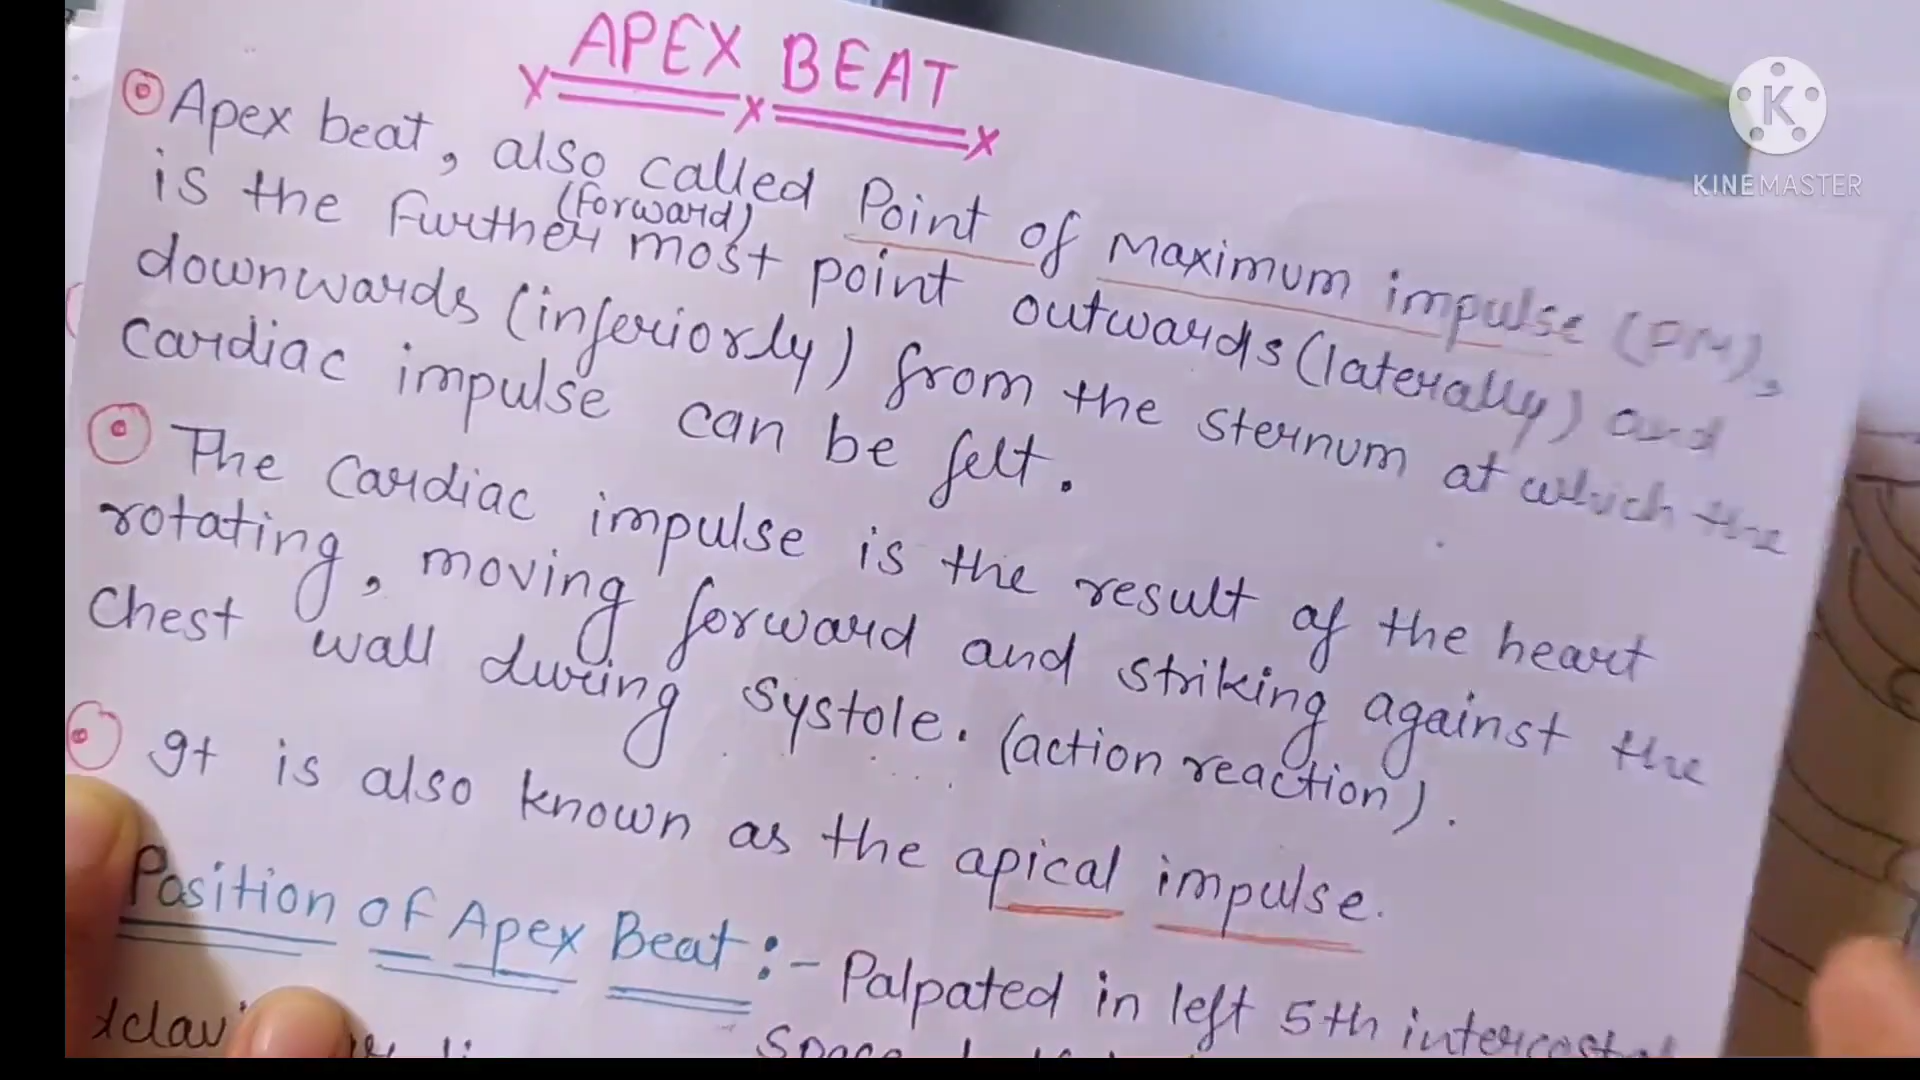 APEX BEAT
Apex beat, also called Point of Maximum impulse (PM),
(forward)
is the furthermost point outwards (laterally) and
downwards (inferiorly) from the sternum at which the
cardiac impulse can be felt.
The cardiac impulse is the result of the heart
rotating, moving forward and striking against the
chest wall during systole. (action reaction).
It is also known as the apical impulse.
Position of Apex Beat :- Palpated in left 5th intercostal
KINEMASTER